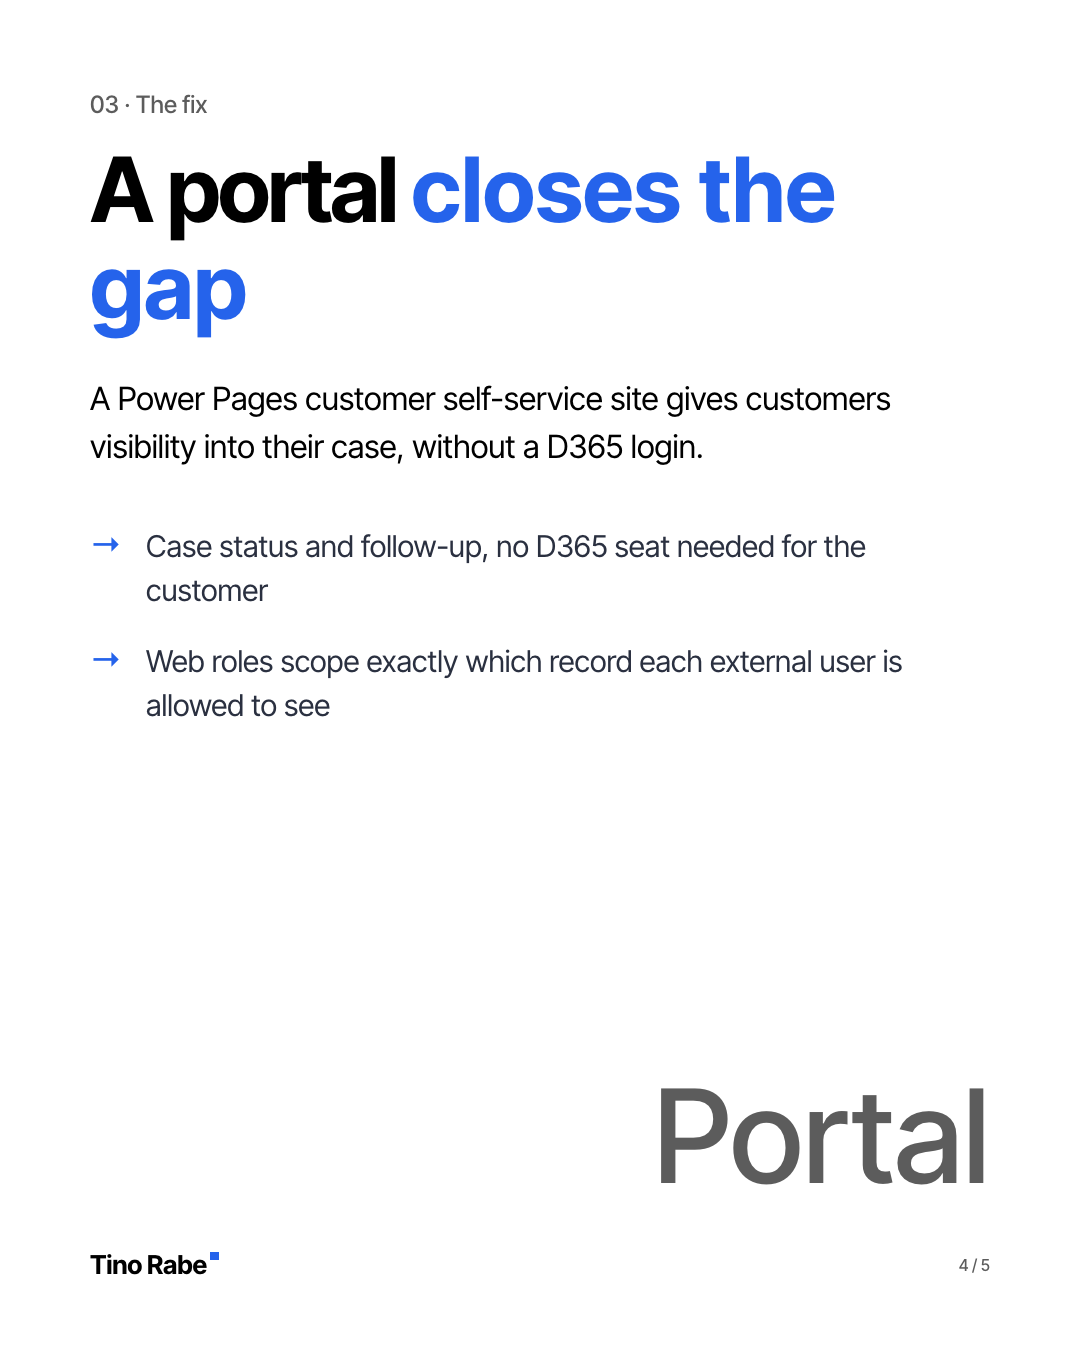 03 · The fix
A portal closes the
gap
A Power Pages customer self-service site gives customers
visibility into their case, without a D365 login.
→ Case status and follow-up, no D365 seat needed for the
customer
→ Web roles scope exactly which record each external user is
allowed to see
Portal
Tino Rabe
4 / 5